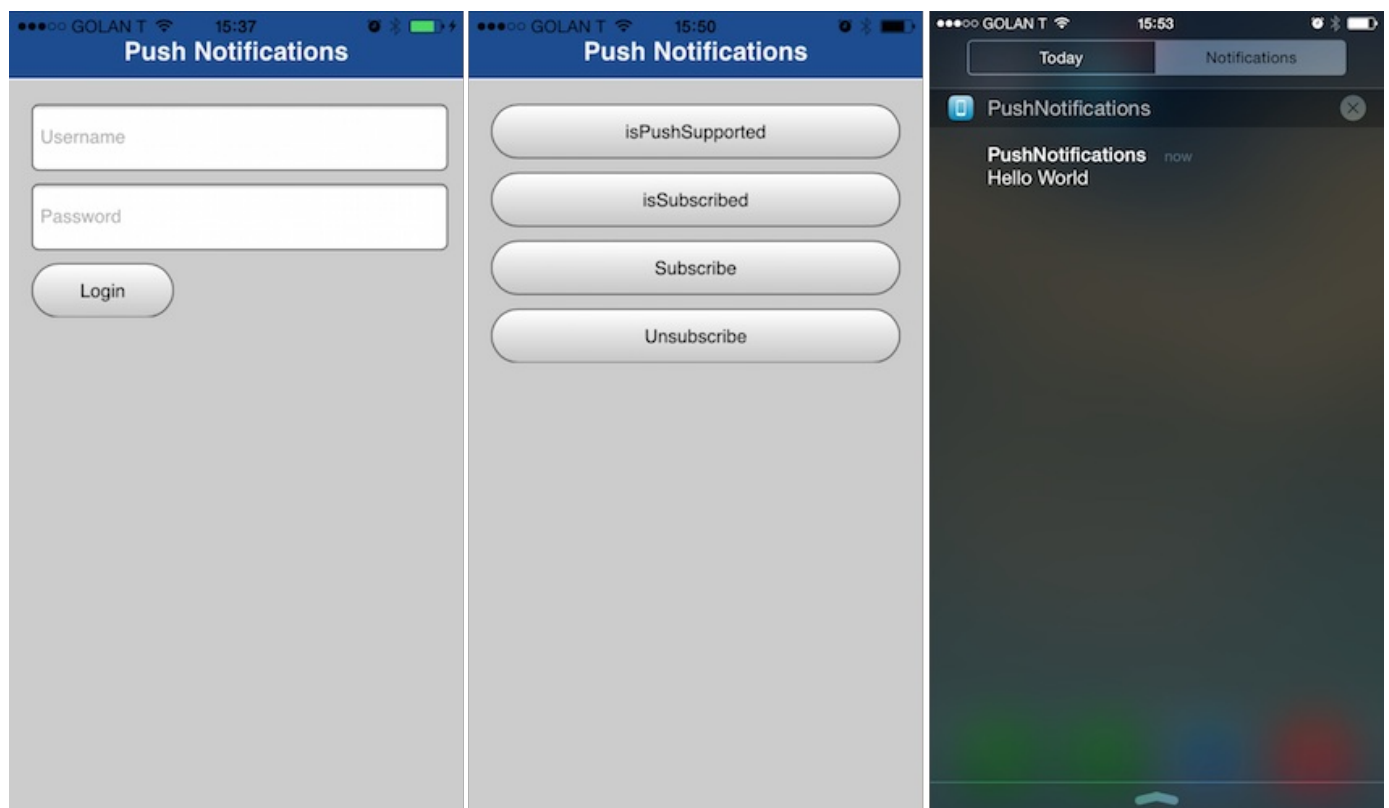 GOLAN T 15:37
Push Notifications
Username
Password
Login
GOLAN T 15:50
Push Notifications
isPushSupported
isSubscribed
Subscribe
Unsubscribe
GOLAN T 15:53
Today Notifications
PushNotifications
PushNotifications now
Hello World